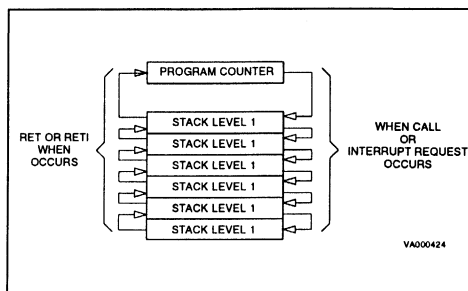 PROGRAM COUNTER
STACK LEVEL 1
STACK LEVEL 1
STACK LEVEL 1
STACK LEVEL 1
STACK LEVEL 1
STACK LEVEL 1
RET OR RETI
WHEN
OCCURS
WHEN CALL
OR
INTERRUPT REQUEST
OCCURS
VA000424